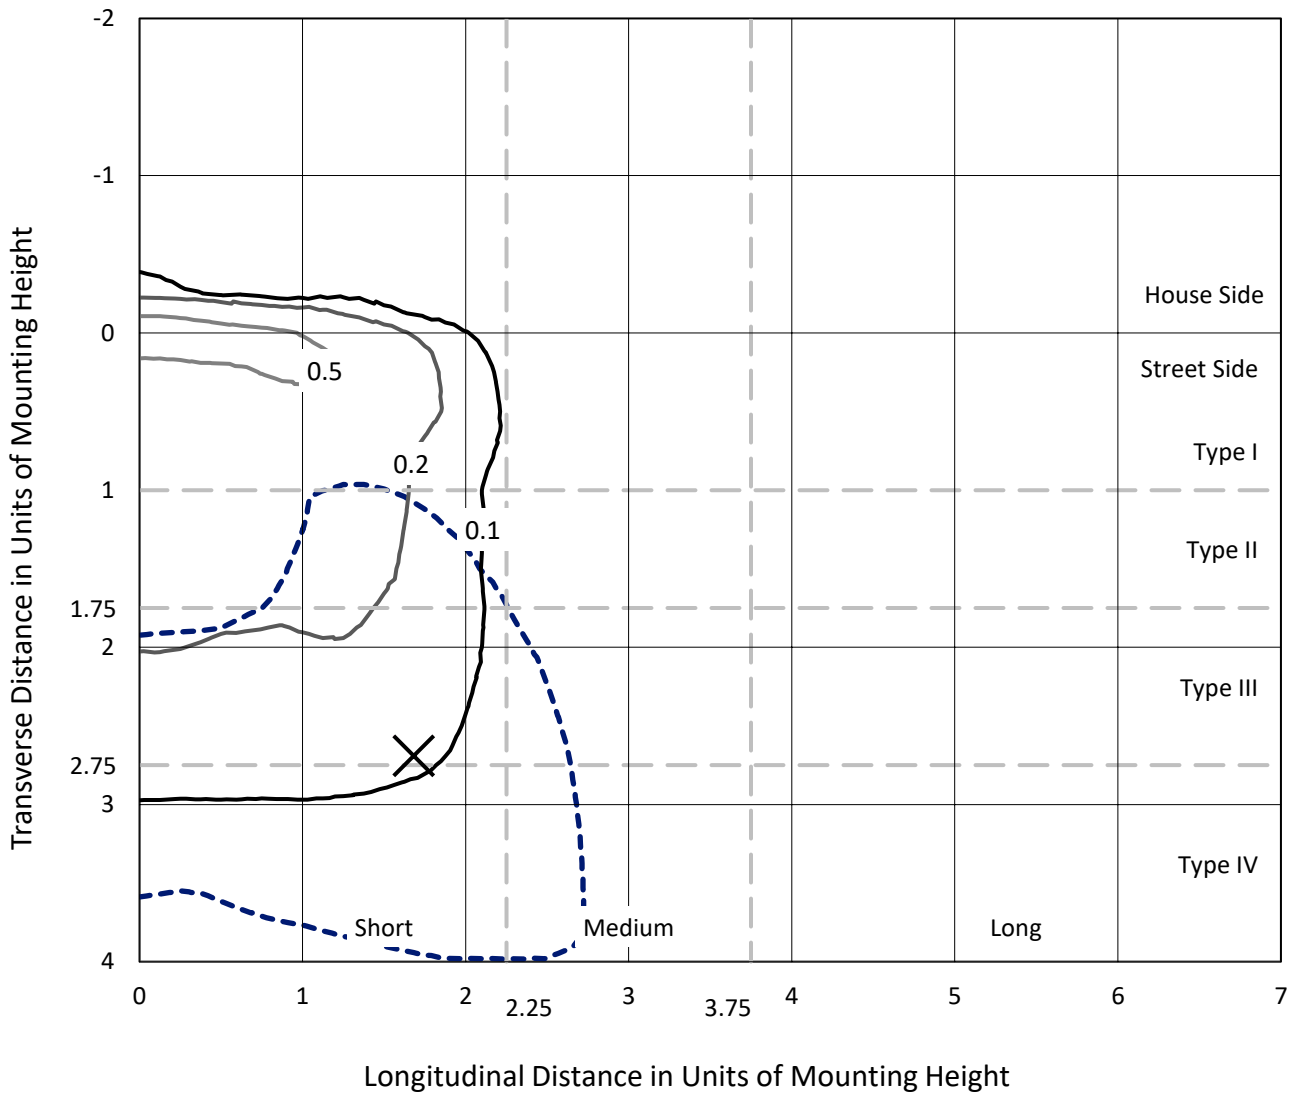 -2
-1
House Side
0
0.5
Street Side
Type I
0.2
1
0.1
Type II
1.75
2
Type III
2.75
3
Type IV
Short Medium Long
4
0 1 2 2.25 3 3.75 4 5 6 7
Longitudinal Distance in Units of Mounting Height
Transverse Distance in Units of Mounting Height